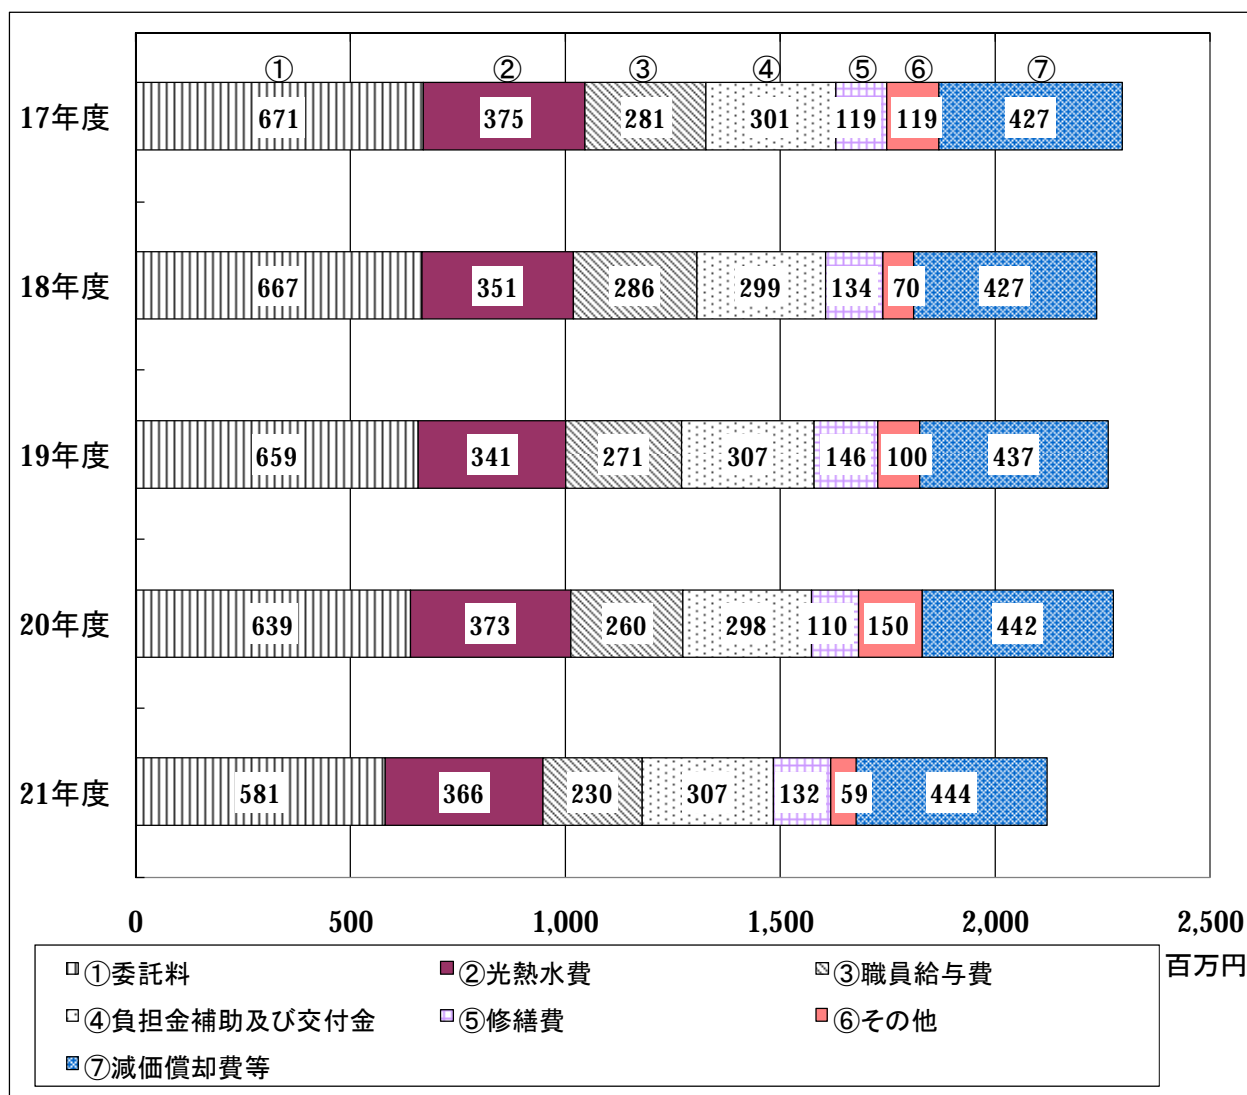 ① ② ③ ④ ⑤ ⑥ ⑦
17年度 671 375 281 301 119 119 427
18年度 667 351 286 299 134 70 427
19年度 659 341 271 307 146 100 437
20年度 639 373 260 298 110 150 442
21年度 581 366 230 307 132 59 444
0 500 1,000 1,500 2,000 2,500
百万円
①委託料 ②光熱水費 ③職員給与費
④負担金補助及び交付金 ⑤修繕費 ⑥その他
⑦減価償却費等